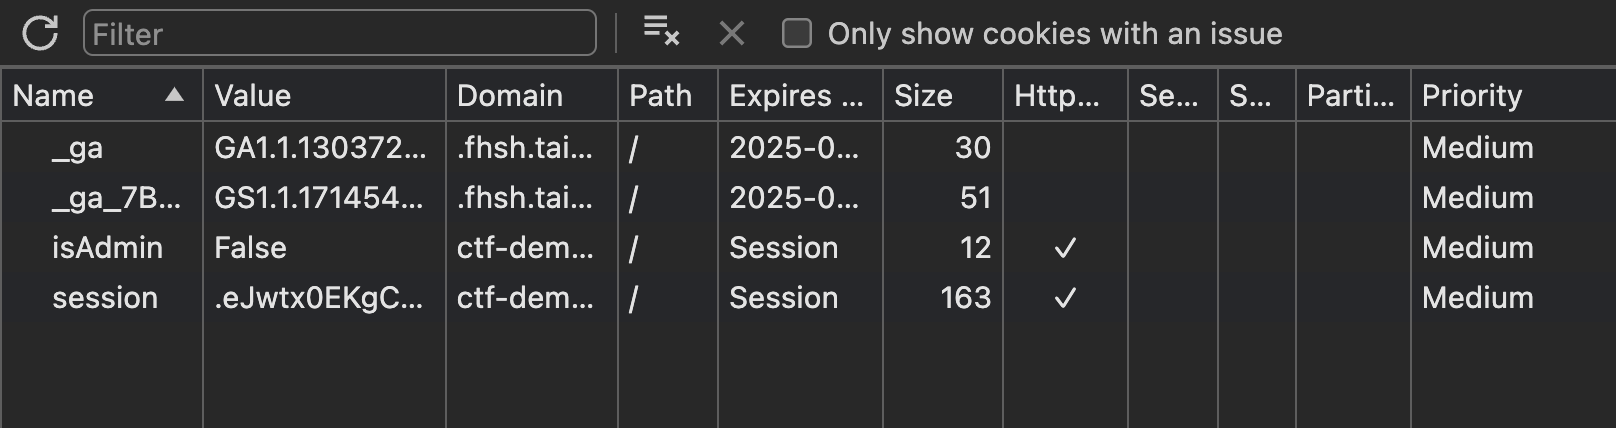 Filter Only show cookies with an issue
Name Value Domain Path Expires ... Size Http... Se... S... Parti... Priority
_ga GA1.1.130372... .fhsh.tai... / 2025-0... 30 Medium
_ga_7B... GS1.1.171454... .fhsh.tai... / 2025-0... 51 Medium
isAdmin False ctf-dem... / Session 12 ✓ Medium
session .eJwtx0EKgC... ctf-dem... / Session 163 ✓ Medium